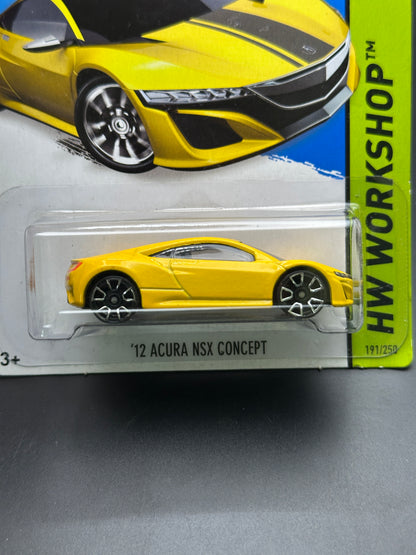 HW WORKSHOP™
191/250
3+
'12 ACURA NSX CONCEPT